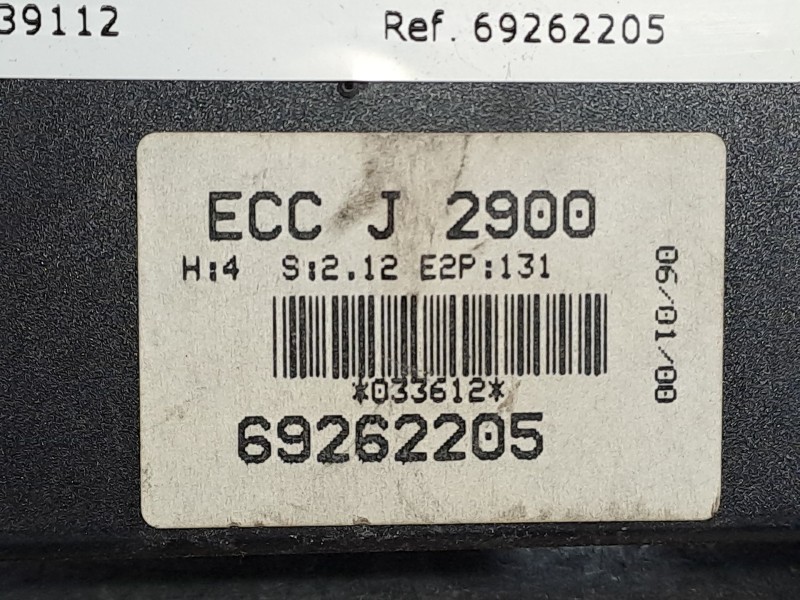 39112
Ref. 69262205
ECC J 2900
H:4 S:2.12 E2P:131
06/01/00
*033612*
69262205